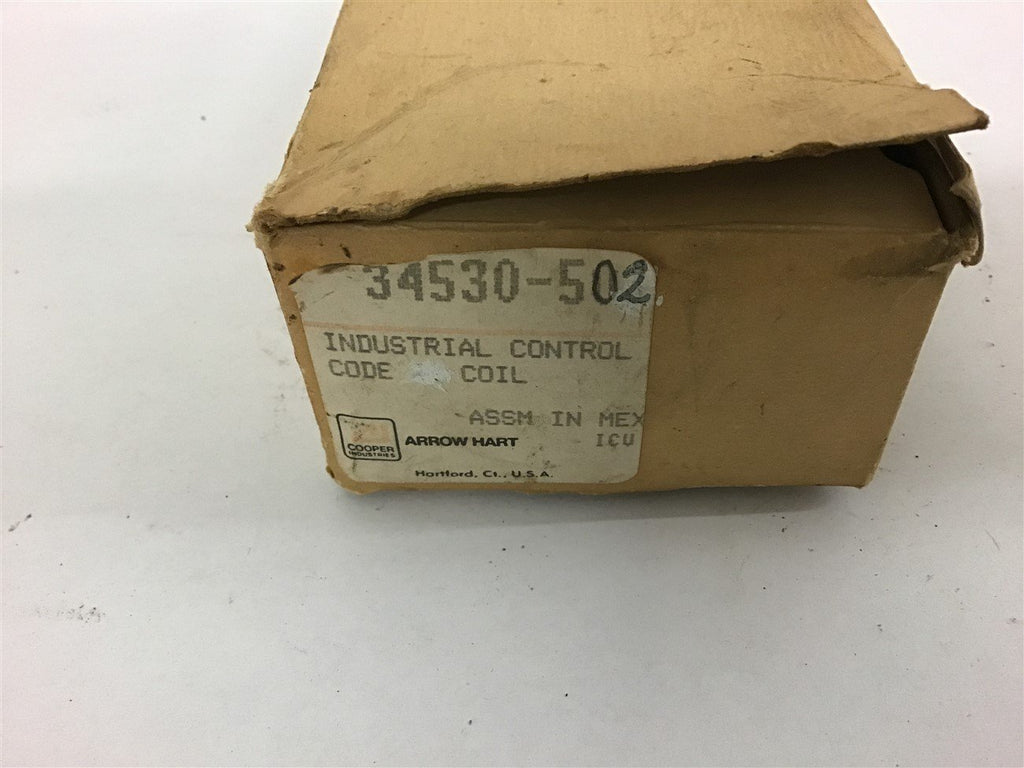 34530-502
INDUSTRIAL CONTROL
CODE COIL
ASSM IN MEX
ICU
COOPER
INDUSTRIES
ARROW HART
Hartford, Ct., U.S.A.